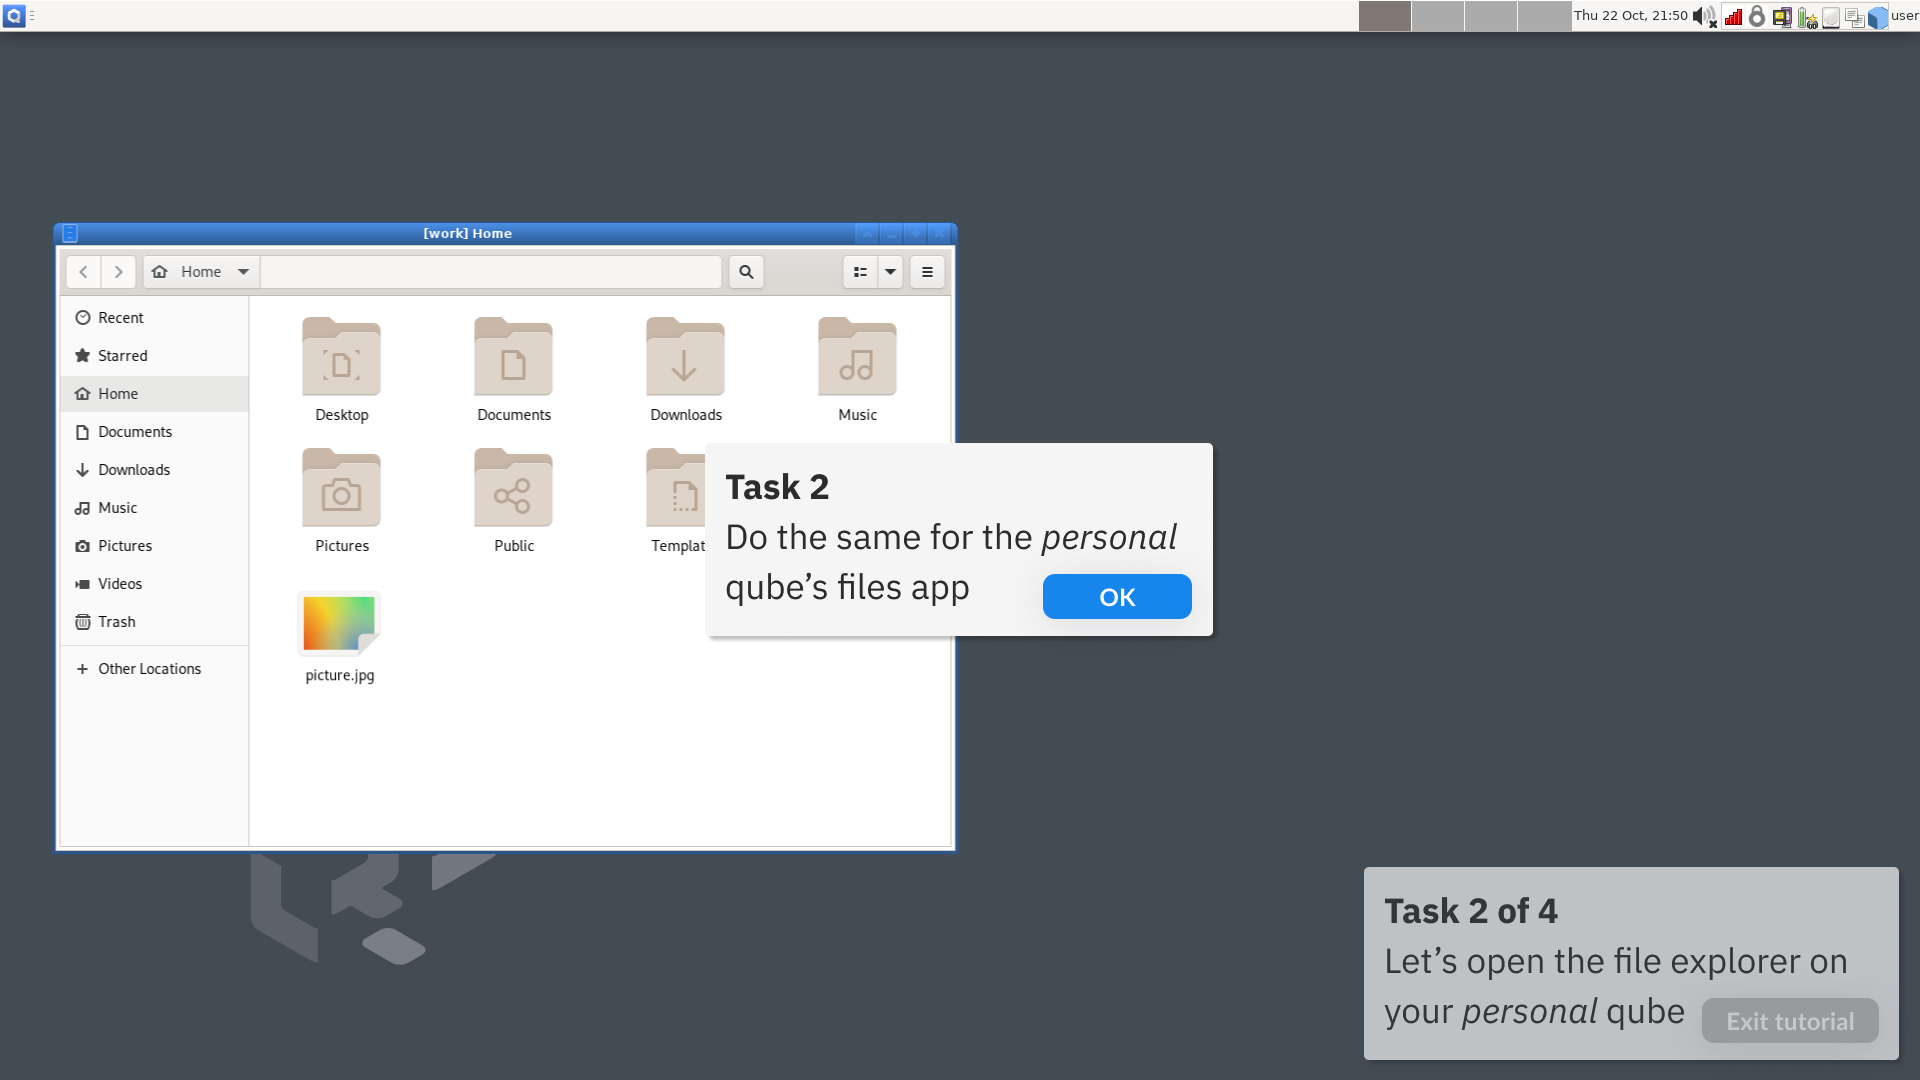 Thu 22 Oct, 21:50
user
[work] Home
Home
Recent
Starred
Home
Documents
Downloads
Music
Pictures
Videos
Trash
Other Locations
Desktop
Documents
Downloads
Music
Pictures
Public
Templat
picture.jpg
Task 2
Do the same for the personal
qube’s files app
OK
Task 2 of 4
Let’s open the file explorer on
your personal qube
Exit tutorial